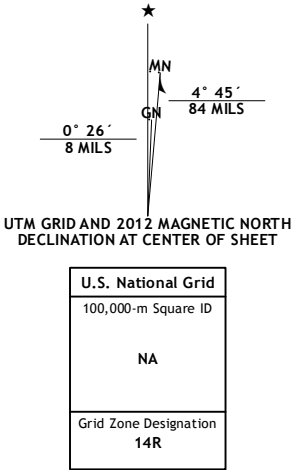 ★
MN
GN
4° 45´
84 MILS
0° 26´
8 MILS
UTM GRID AND 2012 MAGNETIC NORTH
DECLINATION AT CENTER OF SHEET
U.S. National Grid
100,000-m Square ID
NA
Grid Zone Designation
14R